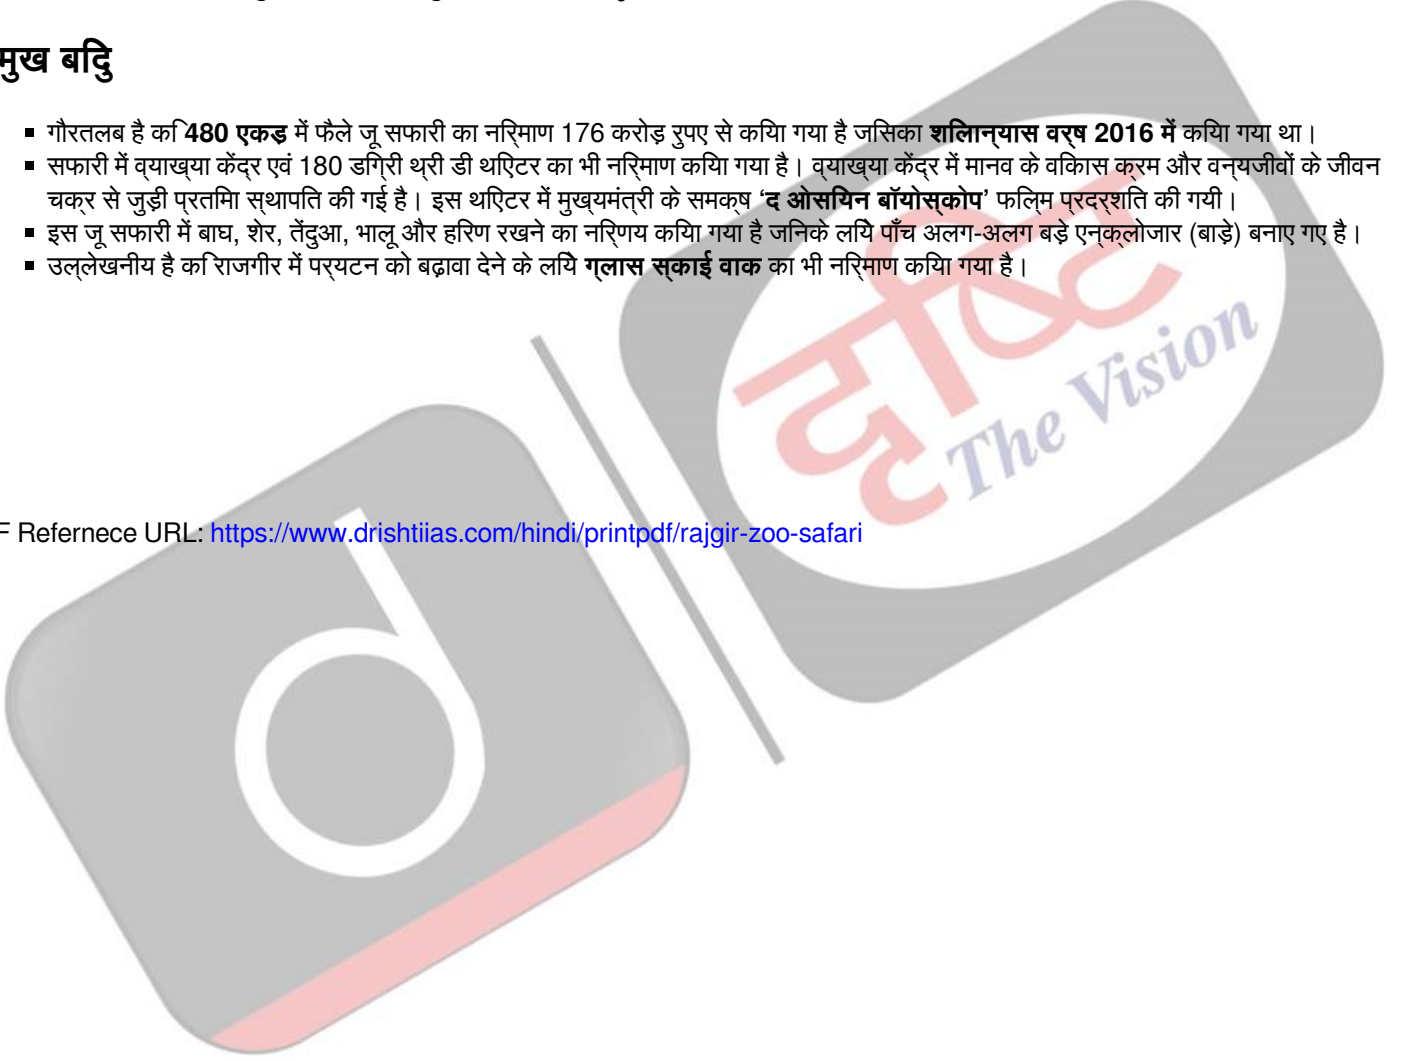 मुख बिंदु
▪ गौरतलब है कि 480 एकड़ में फैले जू सफारी का निर्माण 176 करोड़ रुपए से किया गया है जिसका शिलान्यास वर्ष 2016 में किया गया था।
▪ सफारी में व्याख्या केंद्र एवं 180 डिग्री थ्री डी थिएटर का भी निर्माण किया गया है। व्याख्या केंद्र में मानव के विकास क्रम और वन्यजीवों के जीवन
चक्र से जुड़ी प्रतिमा स्थापित की गई है। इस थिएटर में मुख्यमंत्री के समक्ष ‘द ओसियन बॉयोस्कोप’ फिल्म प्रदर्शित की गयी।
▪ इस जू सफारी में बाघ, शेर, तेंदुआ, भालू और हरिण रखने का निर्णय किया गया है जिनके लिये पाँच अलग-अलग बड़े एन्क्लोजार (बाड़े) बनाए गए है।
▪ उल्लेखनीय है कि राजगीर में पर्यटन को बढ़ावा देने के लिये ग्लास स्काई वाक का भी निर्माण किया गया है।
दृष्टि
The Vision
F Refernece URL: https://www.drishtiias.com/hindi/printpdf/rajgir-zoo-safari
d